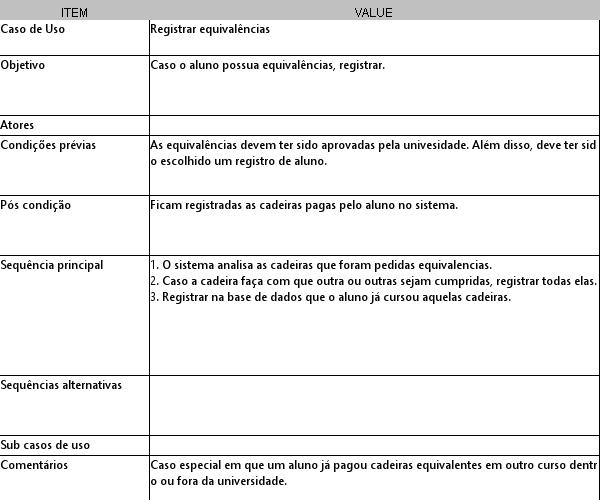 ITEM VALUE
Caso de Uso Registrar equivalências
Objetivo Caso o aluno possua equivalências, registrar.
Atores
Condições prévias As equivalências devem ter sido aprovadas pela univesidade. Além disso, deve ter sid
o escolhido um registro de aluno.
Pós condição Ficam registradas as cadeiras pagas pelo aluno no sistema.
Sequência principal 1. O sistema analisa as cadeiras que foram pedidas equivalencias.
2. Caso a cadeira faça com que outra ou outras sejam cumpridas, registrar todas elas.
3. Registrar na base de dados que o aluno já cursou aquelas cadeiras.
Sequências alternativas
Sub casos de uso
Comentários Caso especial em que um aluno já pagou cadeiras equivalentes em outro curso dentr
o ou fora da universidade.